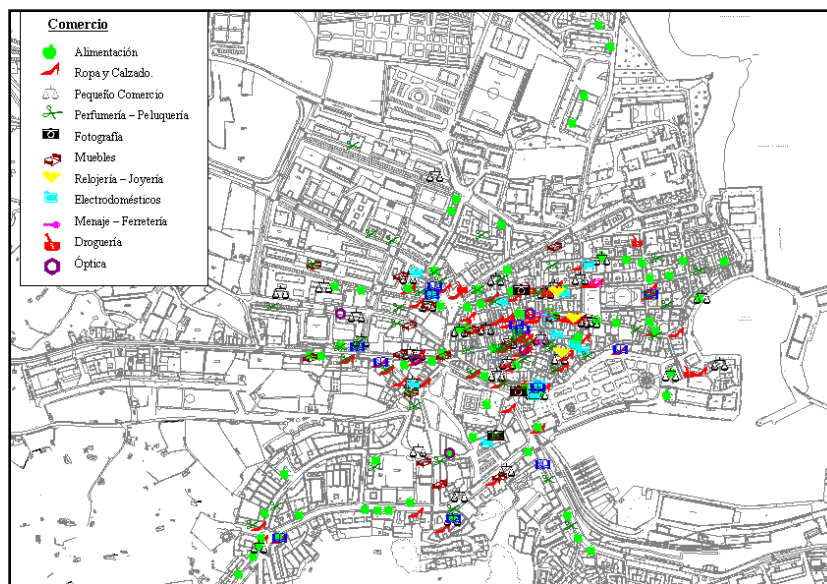 Comercio
Alimentación
Ropa y Calzado.
Pequeño Comercio
Perfumería – Peluquería
Fotografía
Muebles
Relojería – Joyería
Electrodomésticos
Menaje – Ferretería
Droguería
Óptica